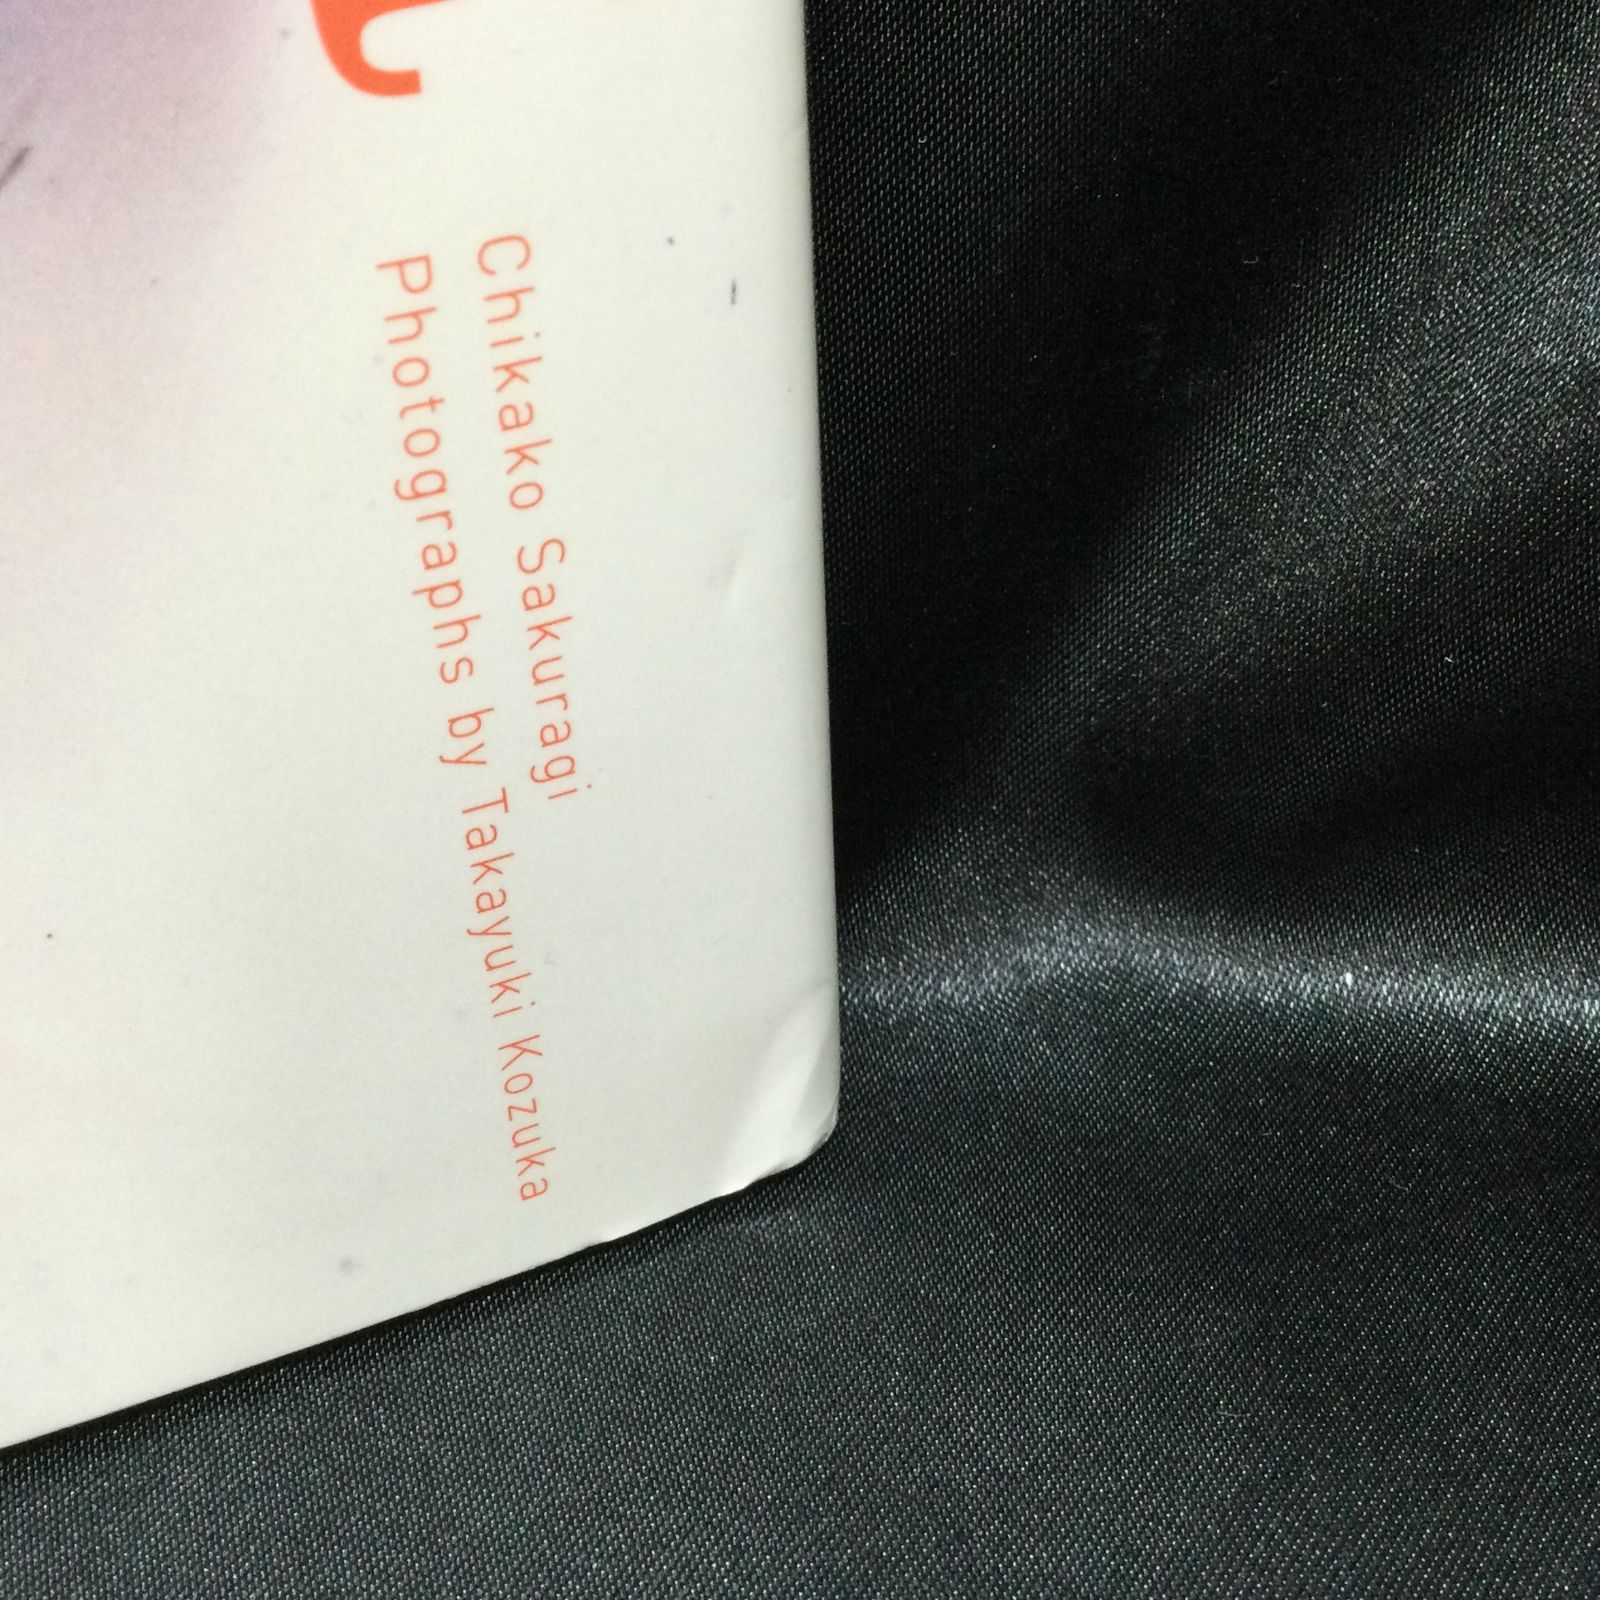 Chikako Sakuragi
Photographs by Takayuki Kozuka